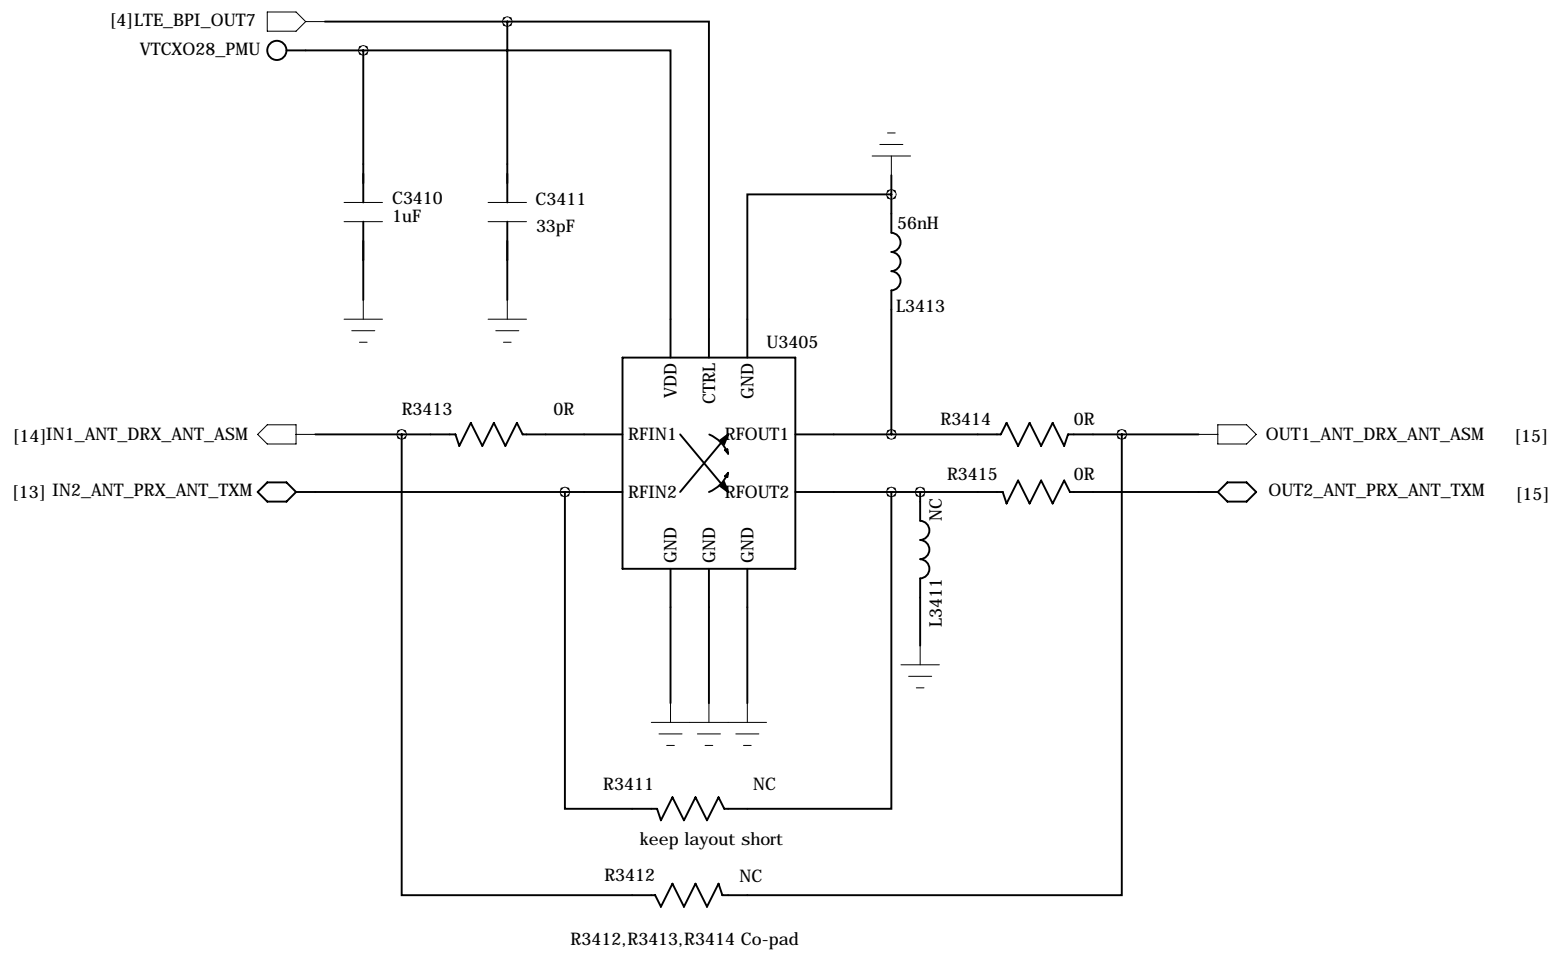 [4]LTE_BPI_OUT7
VTCXO28_PMU
C3410
1uF
C3411
33pF
56nH
L3413
U3405
VDD
CTRL
GND
R3413
0R
R3414
0R
[14]IN1_ANT_DRX_ANT_ASM
RFIN1
RFOUT1
OUT1_ANT_DRX_ANT_ASM
[15]
R3415
0R
[13] IN2_ANT_PRX_ANT_TXM
RFIN2
RFOUT2
OUT2_ANT_PRX_ANT_TXM
[15]
NC
L3411
GND
GND
GND
R3411
NC
keep layout short
R3412
NC
R3412,R3413,R3414 Co-pad